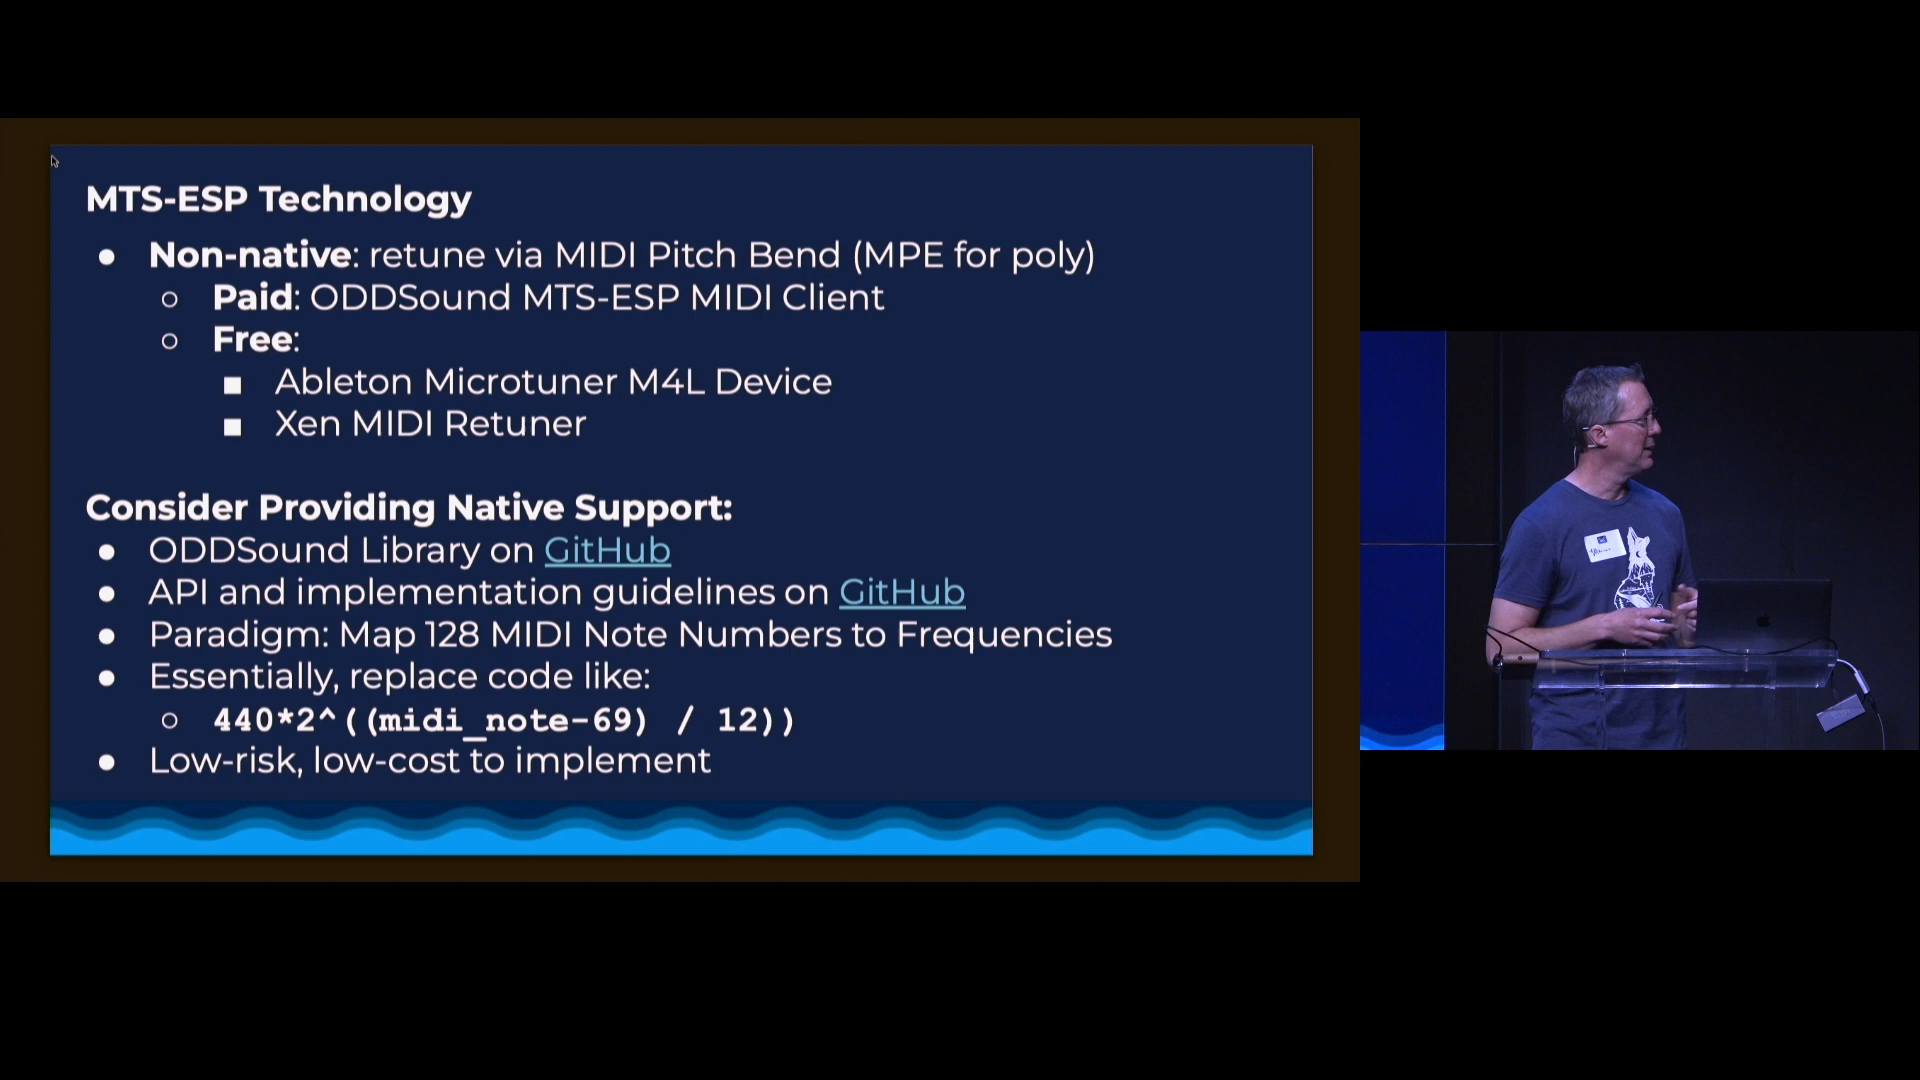 MTS-ESP Technology
● Non-native: retune via MIDI Pitch Bend (MPE for poly)
○ Paid: ODDSound MTS-ESP MIDI Client
○ Free:
■ Ableton Microtuner M4L Device
■ Xen MIDI Retuner
Consider Providing Native Support:
● ODDSound Library on GitHub
● API and implementation guidelines on GitHub
● Paradigm: Map 128 MIDI Note Numbers to Frequencies
● Essentially, replace code like:
○ 440*2^((midi_note-69) / 12))
● Low-risk, low-cost to implement